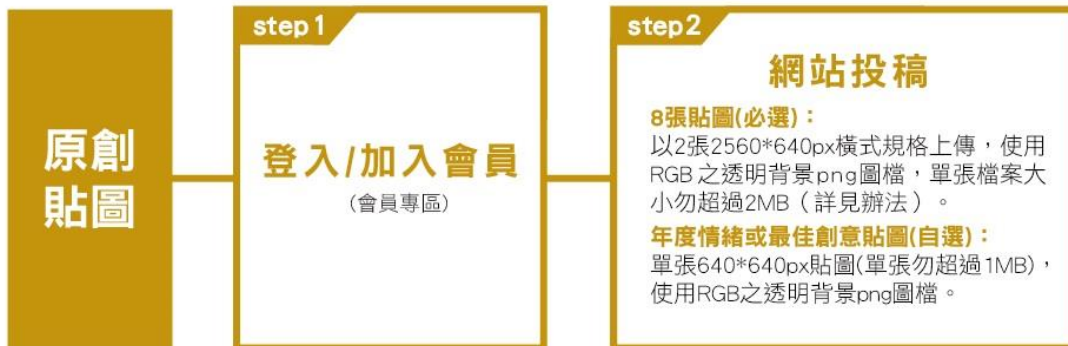 原創
貼圖
step 1
登入/加入會員
(會員專區)
step2
網站投稿
8張貼圖(必選)：
以2張2560*640px橫式規格上傳，使用
RGB之透明背景png圖檔，單張檔案大
小勿超過2MB（詳見辦法）。
年度情緒或最佳創意貼圖(自選)：
單張640*640px貼圖(單張勿超過1MB)，
使用RGB之透明背景png圖檔。